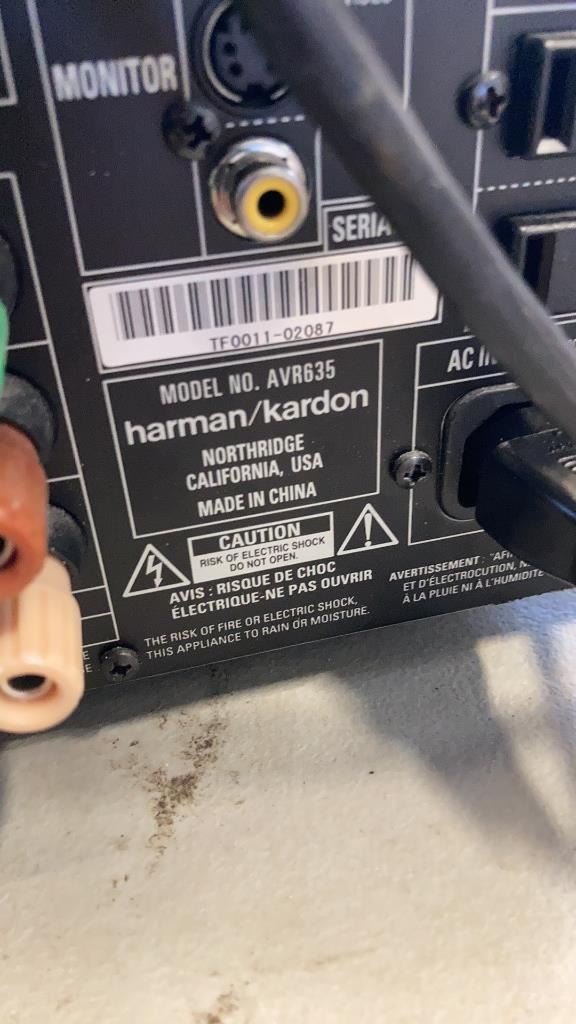 MONITOR
SERIA
TF0011-02087
MODEL NO. AVR635
harman/kardon
NORTHRIDGE
CALIFORNIA, USA
MADE IN CHINA
AC IN
CAUTION
RISK OF ELECTRIC SHOCK
DO NOT OPEN.
AVIS : RISQUE DE CHOC
ÉLECTRIQUE-NE PAS OUVRIR
THE RISK OF FIRE OR ELECTRIC SHOCK,
THIS APPLIANCE TO RAIN OR MOISTURE.
AVERTISSEMENT : "AFIN
ET D'ÉLECTROCUTION, N
À LA PLUIE NI À L'HUMIDITÉ